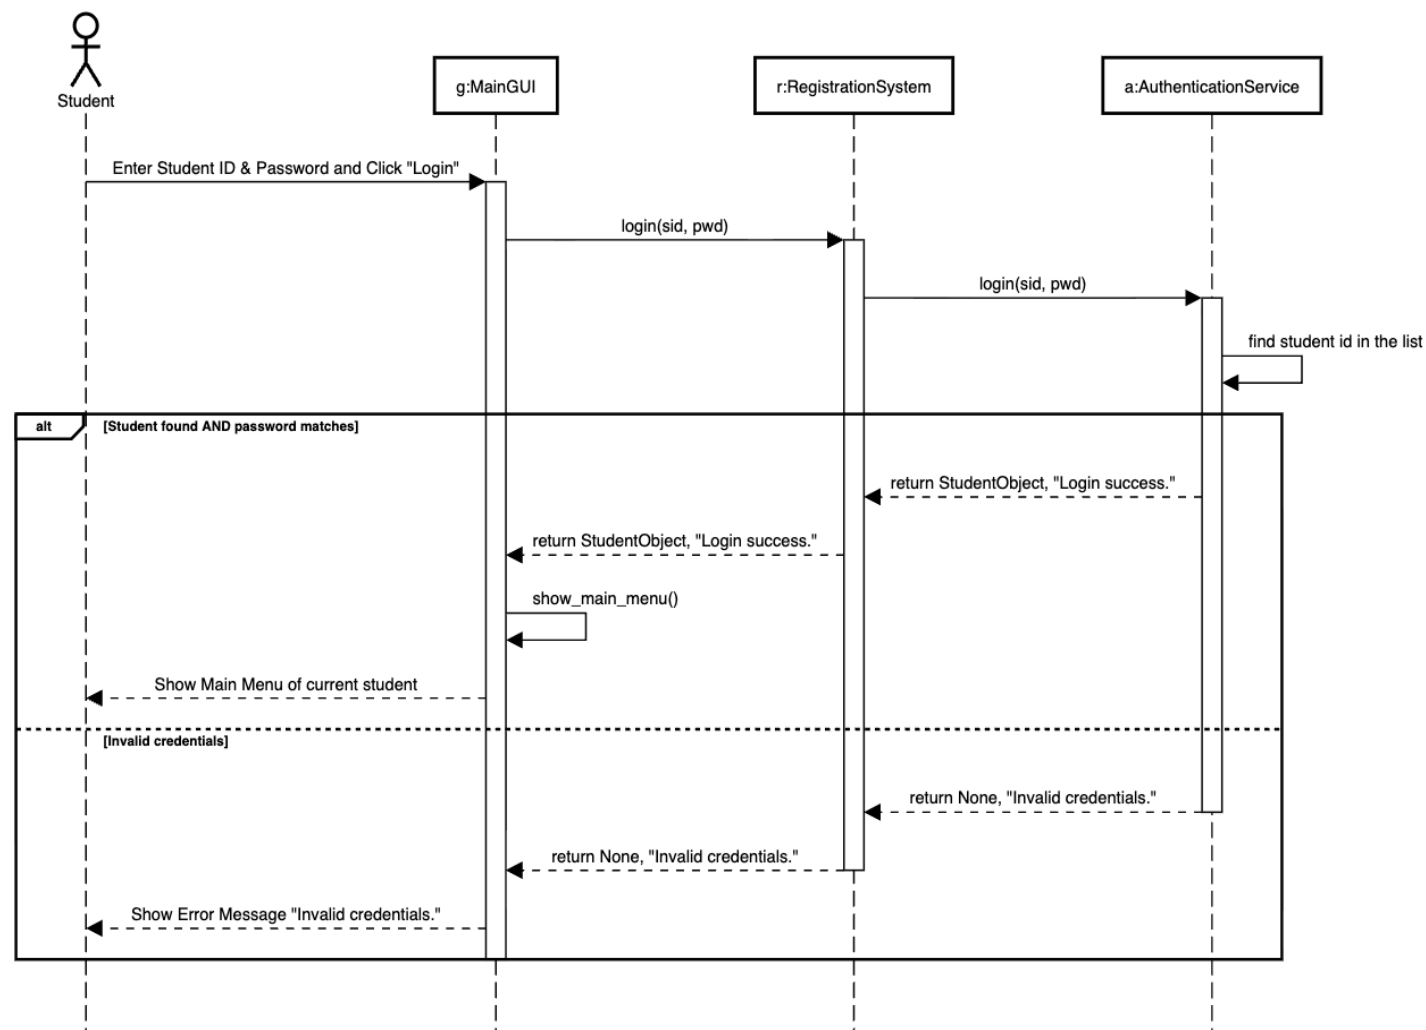 Student
g:MainGUI
r:RegistrationSystem
a:AuthenticationService
Enter Student ID & Password and Click "Login"
login(sid, pwd)
login(sid, pwd)
find student id in the list
alt
[Student found AND password matches]
return StudentObject, "Login success."
return StudentObject, "Login success."
show_main_menu()
Show Main Menu of current student
[Invalid credentials]
return None, "Invalid credentials."
return None, "Invalid credentials."
Show Error Message "Invalid credentials."